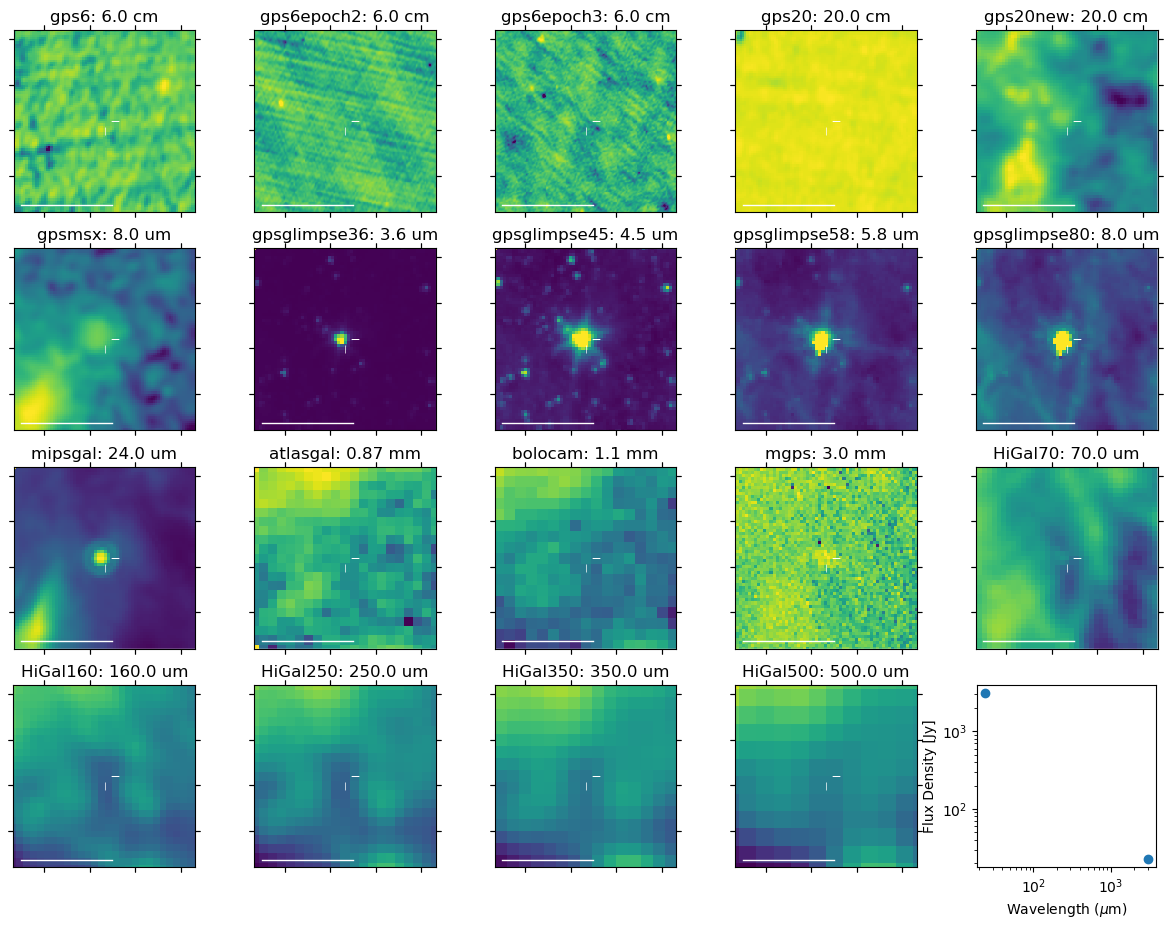 gps6: 6.0 cm
gps6epoch2: 6.0 cm
gps6epoch3: 6.0 cm
gps20: 20.0 cm
gps20new: 20.0 cm
gpsmsx: 8.0 um
gpsglimpse36: 3.6 um
gpsglimpse45: 4.5 um
gpsglimpse58: 5.8 um
gpsglimpse80: 8.0 um
mipsgal: 24.0 um
atlasgal: 0.87 mm
bolocam: 1.1 mm
mgps: 3.0 mm
HiGal70: 70.0 um
HiGal160: 160.0 um
HiGal250: 250.0 um
HiGal350: 350.0 um
HiGal500: 500.0 um
Flux Density [Jy]
10³
10²
10² 10³
Wavelength (μm)